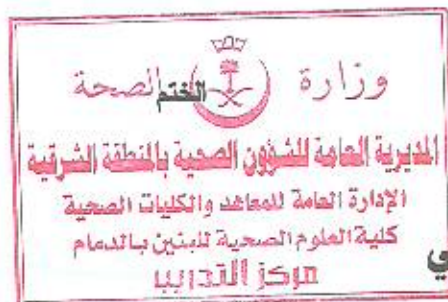 وزارة الصحة
الختم
المديرية العامة للشؤون الصحية بالمنطقة الشرقية
الإدارة العامة للمعاهد والكليات الصحية
كلية العلوم الصحية للبنين بالدمام
مركز التدريب